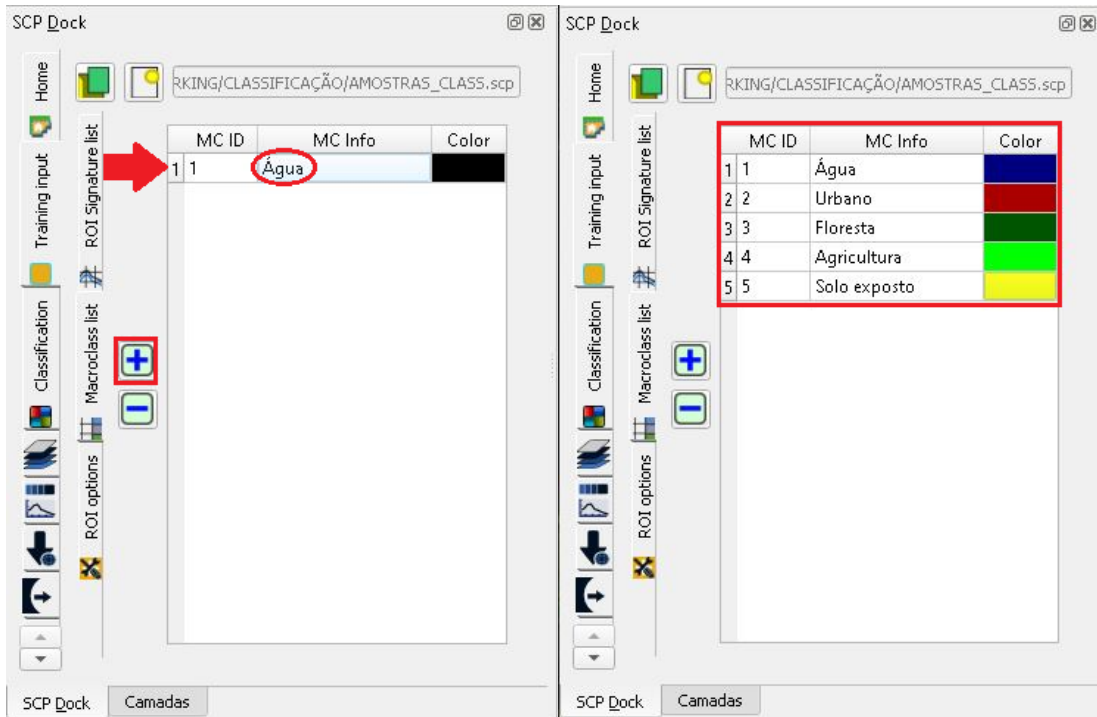 SCP Dock
Home
Training input
Classification
ROI Signature list
Macroclass list
ROI options
RKING/CLASSIFICAÇÃO/AMOSTRAS_CLASS.scp
MC ID MC Info Color
1 1 Água
SCP Dock Camadas
SCP Dock
Home
Training input
Classification
ROI Signature list
Macroclass list
ROI options
RKING/CLASSIFICAÇÃO/AMOSTRAS_CLASS.scp
MC ID MC Info Color
1 1 Água
2 2 Urbano
3 3 Floresta
4 4 Agricultura
5 5 Solo exposto
SCP Dock Camadas